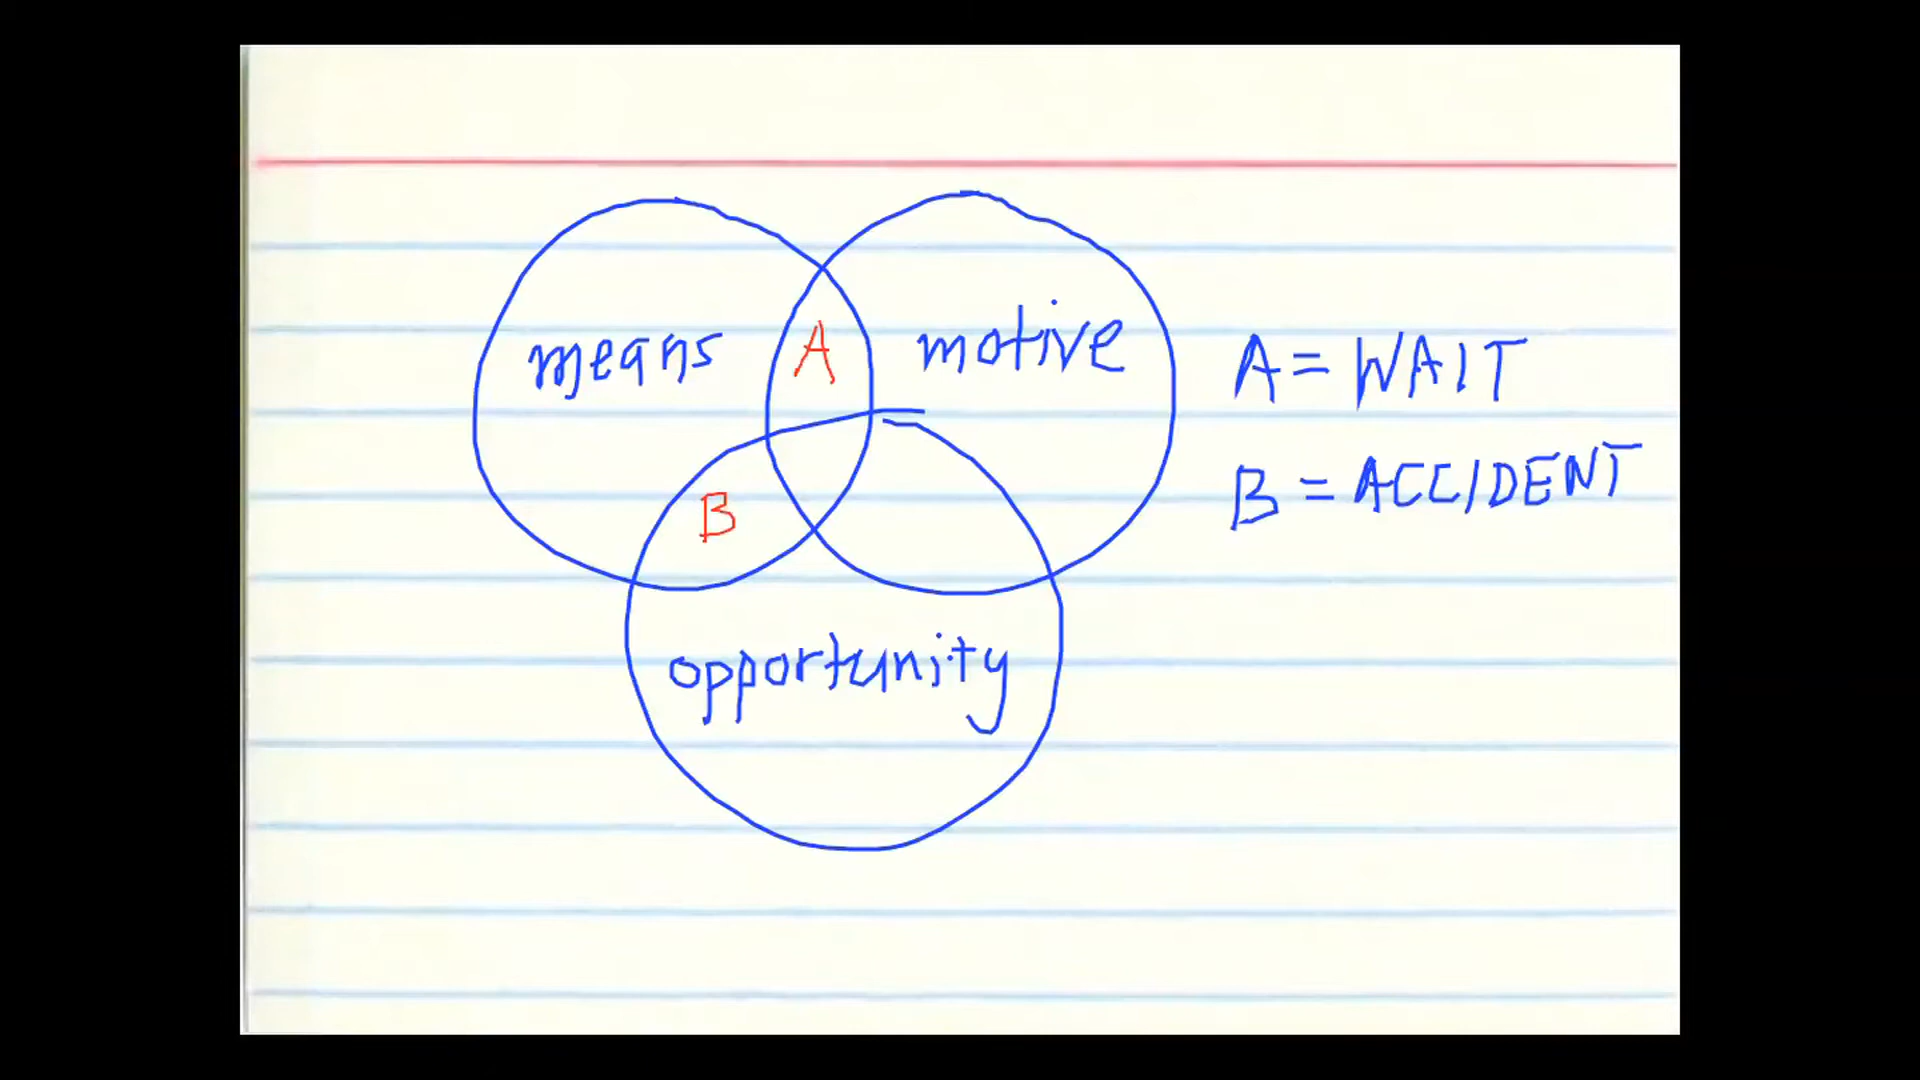 means
A
motive
A = WAIT
B
B = ACCIDENT
opportunity